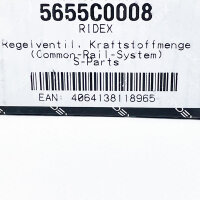 5655C0008
RIDEX
Regelventil, Kraftstoffmenge
(Common-Rail-System)
S-Parts
EAN: 4064138118965